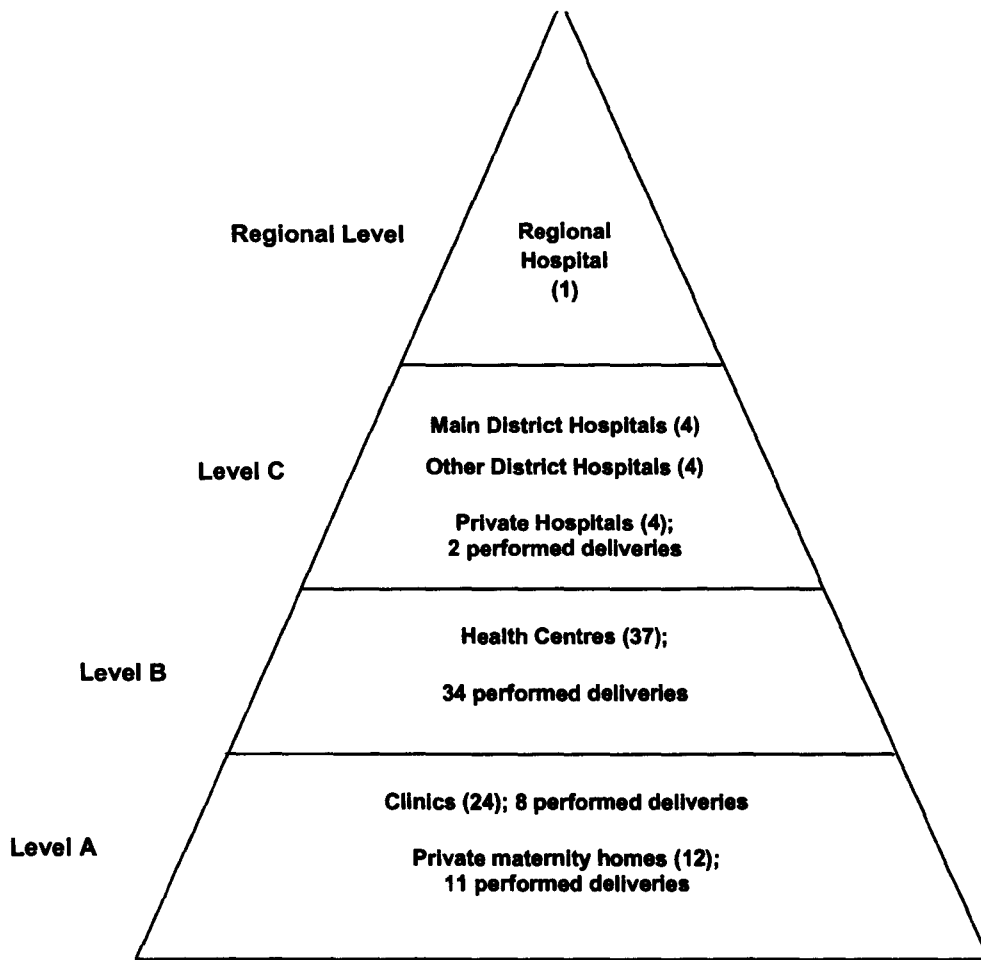 Regional Level
Regional
Hospital
(1)
Level C
Main District Hospitals (4)
Other District Hospitals (4)
Private Hospitals (4);
2 performed deliveries
Level B
Health Centres (37);
34 performed deliveries
Level A
Clinics (24); 8 performed deliveries
Private maternity homes (12);
11 performed deliveries